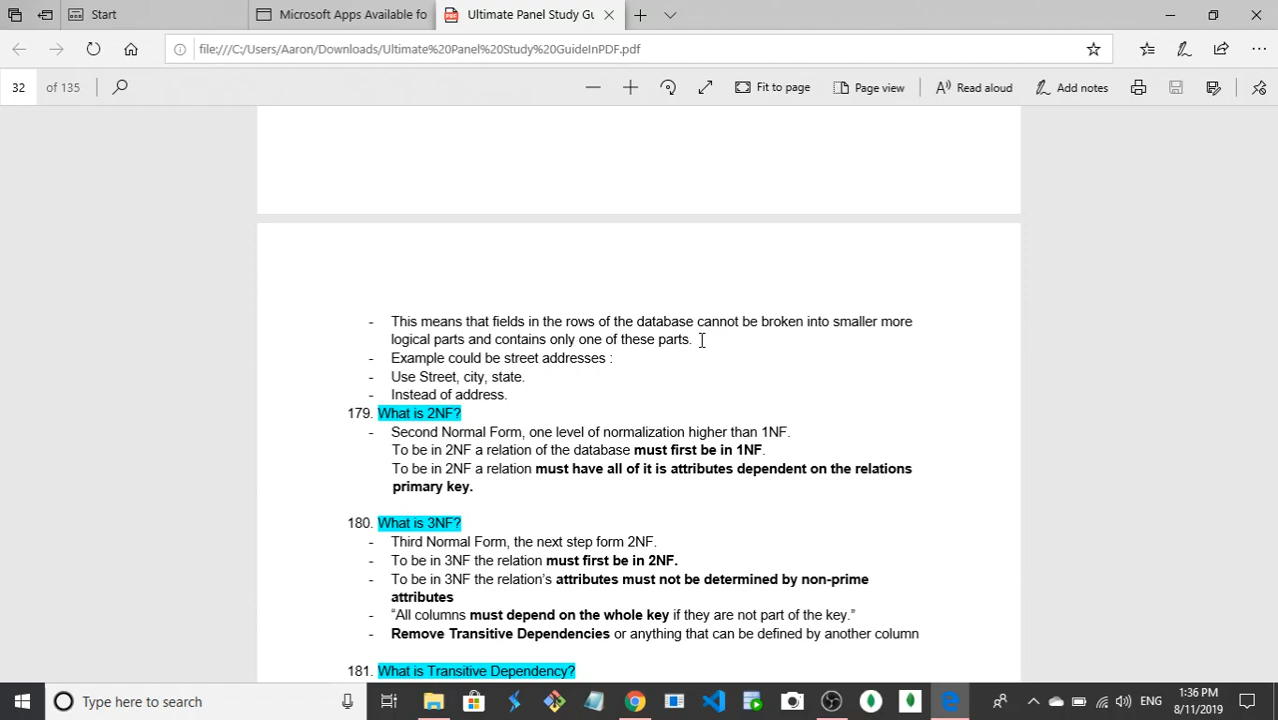 Start
Microsoft Apps Available fo
Ultimate Panel Study Gu
file:///C:/Users/Aaron/Downloads/Ultimate%20Panel%20Study%20GuideInPDF.pdf
32 of 135
Fit to page
Page view
Read aloud
Add notes
- This means that fields in the rows of the database cannot be broken into smaller more
logical parts and contains only one of these parts.
- Example could be street addresses :
- Use Street, city, state.
- Instead of address.
179. What is 2NF?
- Second Normal Form, one level of normalization higher than 1NF.
To be in 2NF a relation of the database must first be in 1NF.
To be in 2NF a relation must have all of it is attributes dependent on the relations
primary key.
180. What is 3NF?
- Third Normal Form, the next step form 2NF.
- To be in 3NF the relation must first be in 2NF.
- To be in 3NF the relation's attributes must not be determined by non-prime
attributes
- “All columns must depend on the whole key if they are not part of the key.”
- Remove Transitive Dependencies or anything that can be defined by another column
181. What is Transitive Dependency?
Type here to search
ENG
1:36 PM
8/11/2019